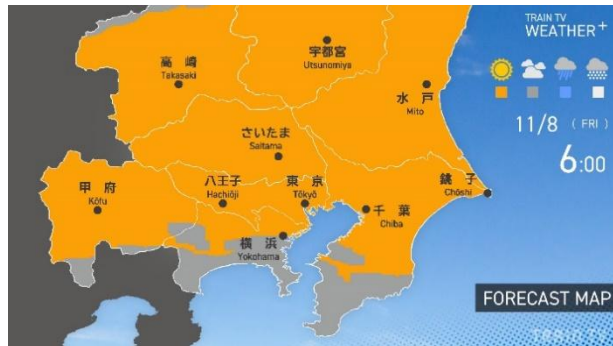 TRAIN TV
WEATHER+
11/8 (FRI)
6:00
宇都宮
Utsunomiya
高崎
Takasaki
水戸
Mito
さいたま
Saitama
甲府
Kōfu
八王子
Hachiōji
東京
Tōkyō
千葉
Chiba
銚子
Chōshi
横浜
Yokohama
FORECAST MAP
TRAIN TV